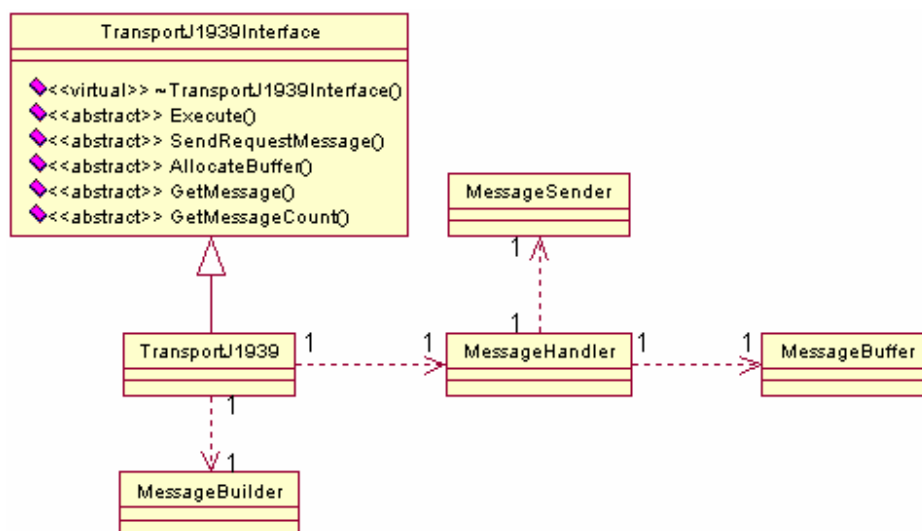 TransportJ1939Interface
<<virtual>> ~TransportJ1939Interface()
<<abstract>> Execute()
<<abstract>> SendRequestMessage()
<<abstract>> AllocateBuffer()
<<abstract>> GetMessage()
<<abstract>> GetMessageCount()
MessageSender
1
1
TransportJ1939
1
1
MessageHandler
1
1
MessageBuffer
1
1
MessageBuilder